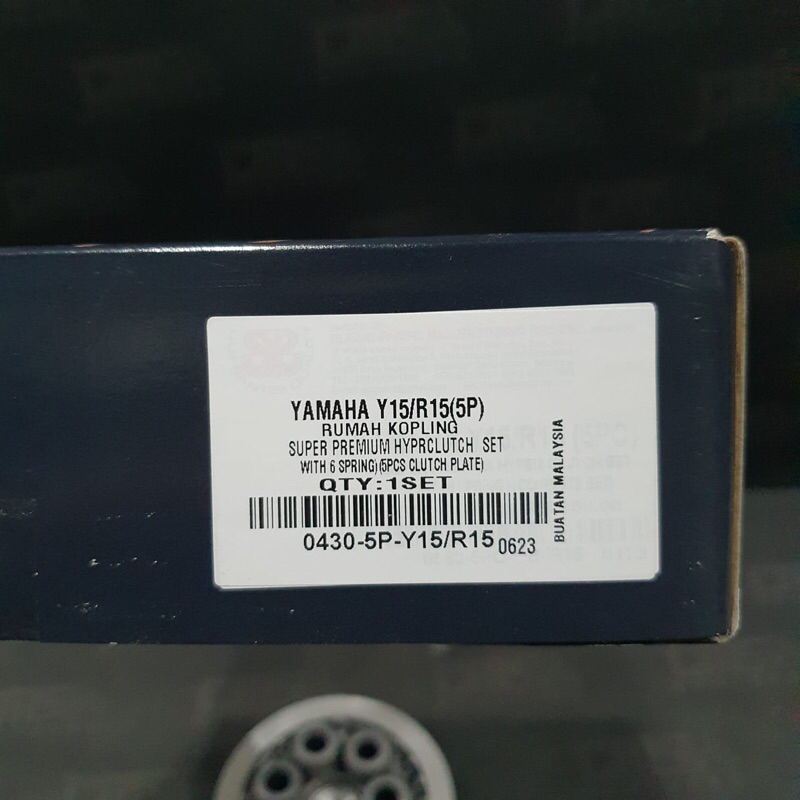 YAMAHA Y15/R15(5P)
RUMAH KOPLING
SUPER PREMIUM HYPRCLUTCH SET
WITH 6 SPRING)(5PCS CLUTCH PLATE)
QTY:1SET
0430-5P-Y15/R15 0623
BUATAN MALAYSIA